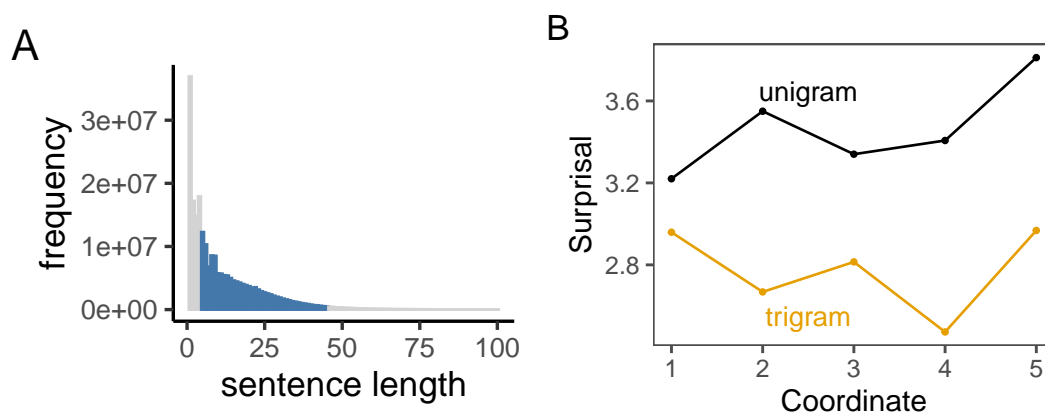 A
frequency
3e+07
2e+07
1e+07
0e+00
0 25 50 75 100
sentence length
B
Surprisal
3.6
3.2
2.8
unigram
trigram
1 2 3 4 5
Coordinate